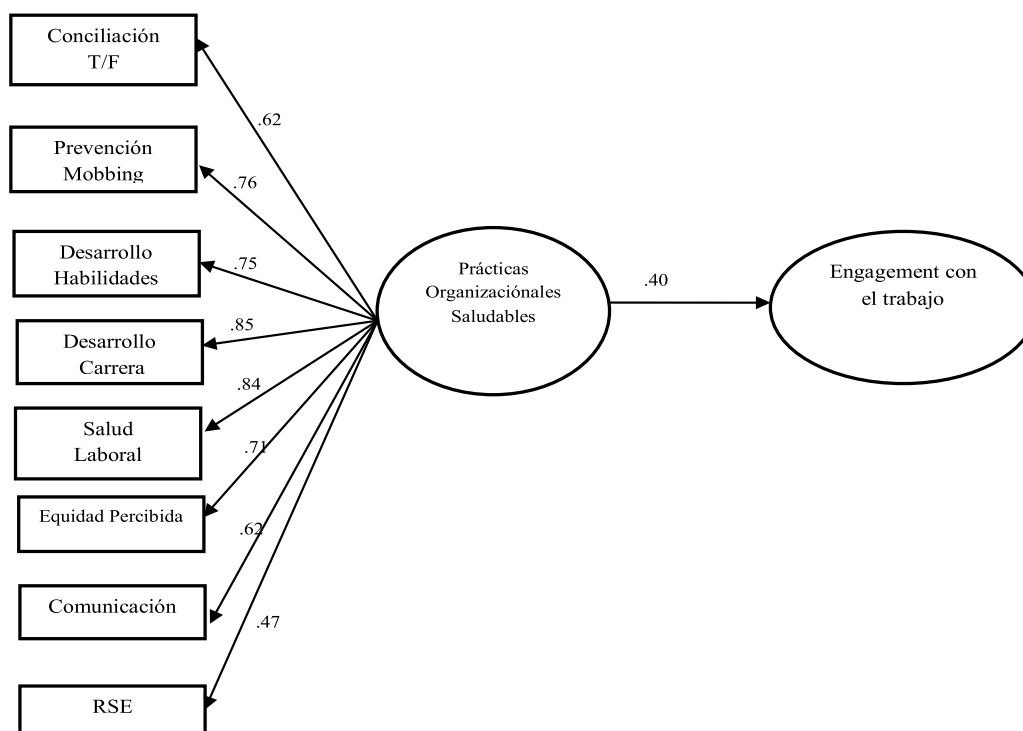 Conciliación
T/F
.62
Prevención
Mobbing
.76
Desarrollo
Habilidades
.75
Desarrollo
Carrera
.85
Salud
Laboral
.84
Equidad Percibida
.71
Comunicación
.62
RSE
.47
Prácticas
Organizaciónales
Saludables
.40
Engagement con
el trabajo